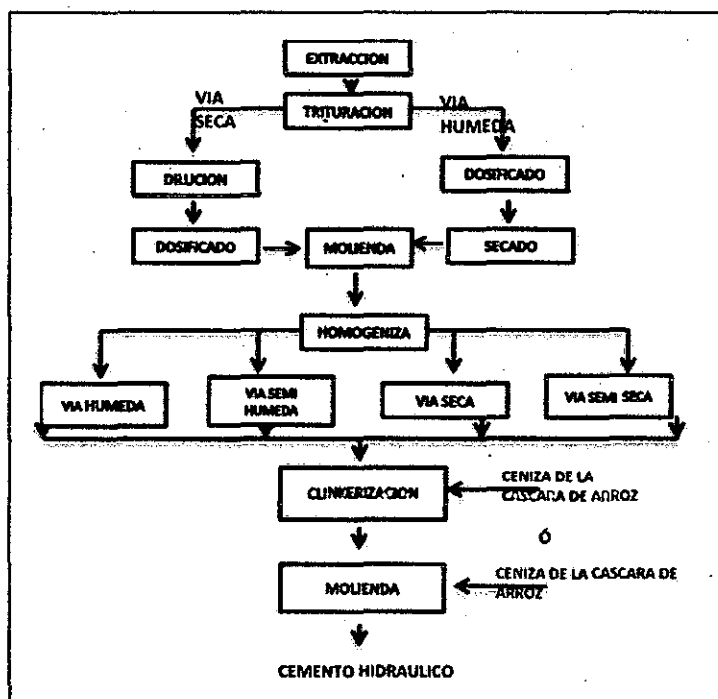 EXTRACCION
VIA
SECA
TRITURACION
VIA
HUMEDA
DILUCION
DOSIFICADO
DOSIFICADO
MOLIENDA
SECADO
HOMOGENIZA
VIA HUMEDA
VIA SEMI
HUMEDA
VIA SECA
VIA SEMI SECA
CLINKERIZACION
CENIZA DE LA
CASCARA DE ARROZ
Ó
MOLIENDA
CENIZA DE LA CASCARA DE
ARROZ
CEMENTO HIDRAULICO